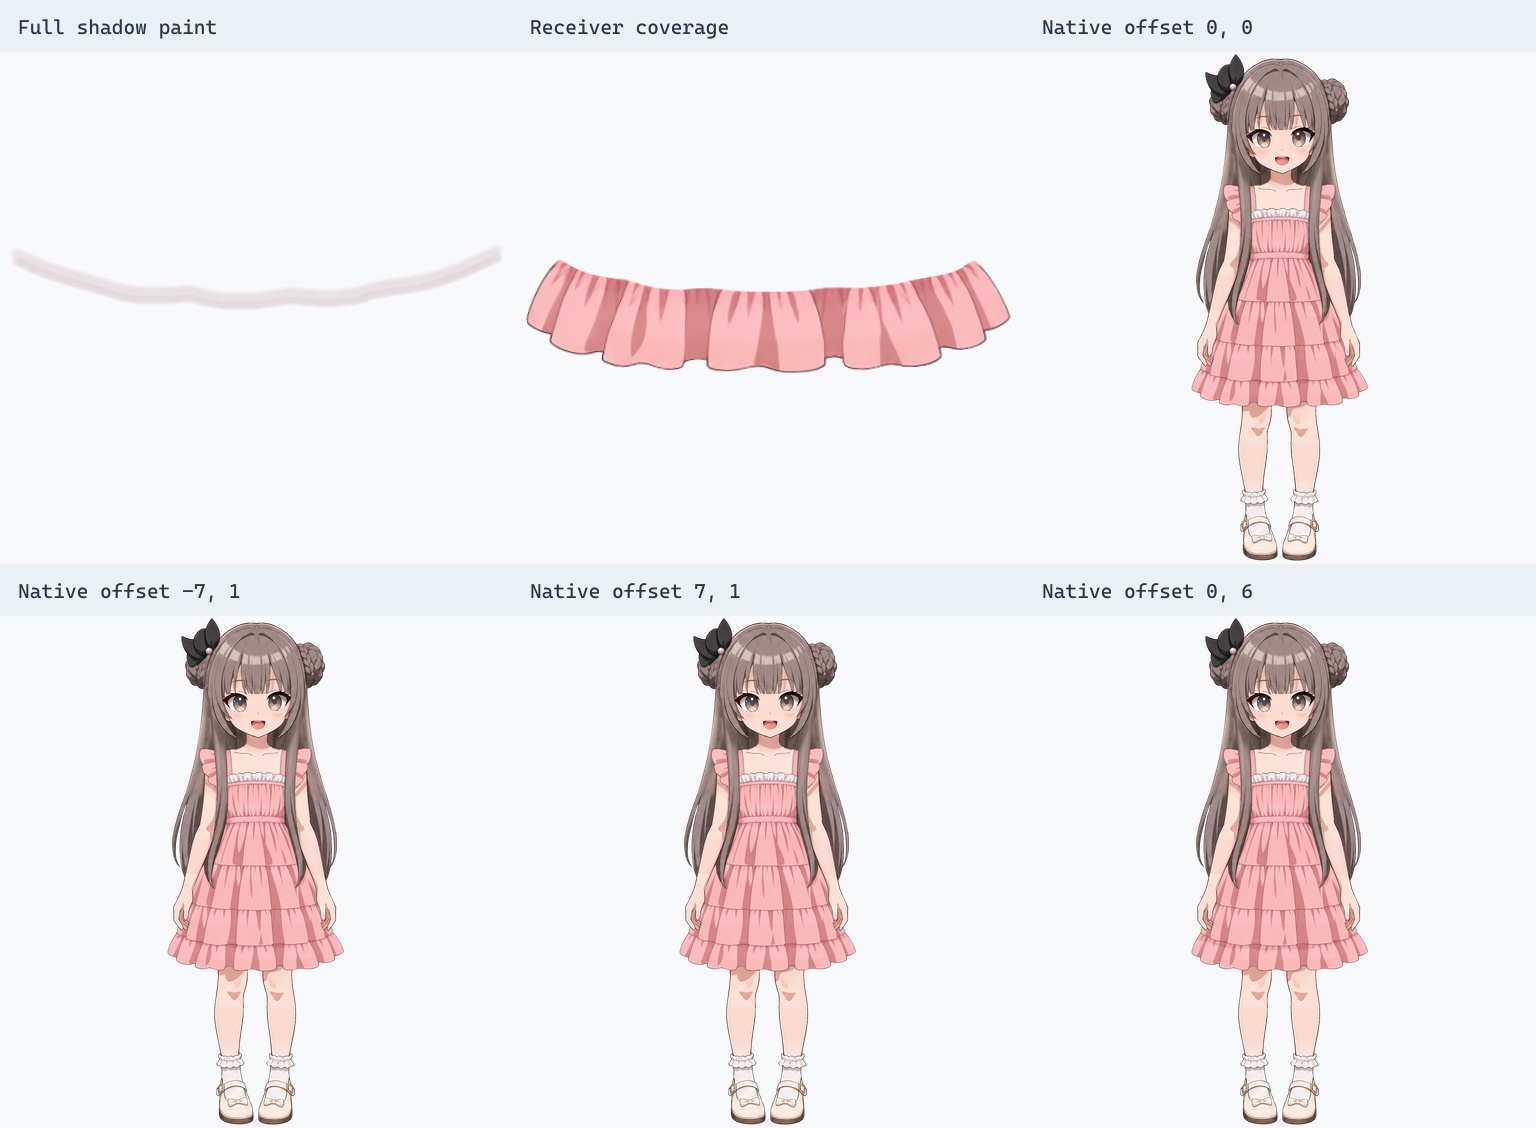 Full shadow paint
Receiver coverage
Native offset 0, 0
Native offset −7, 1
Native offset 7, 1
Native offset 0, 6